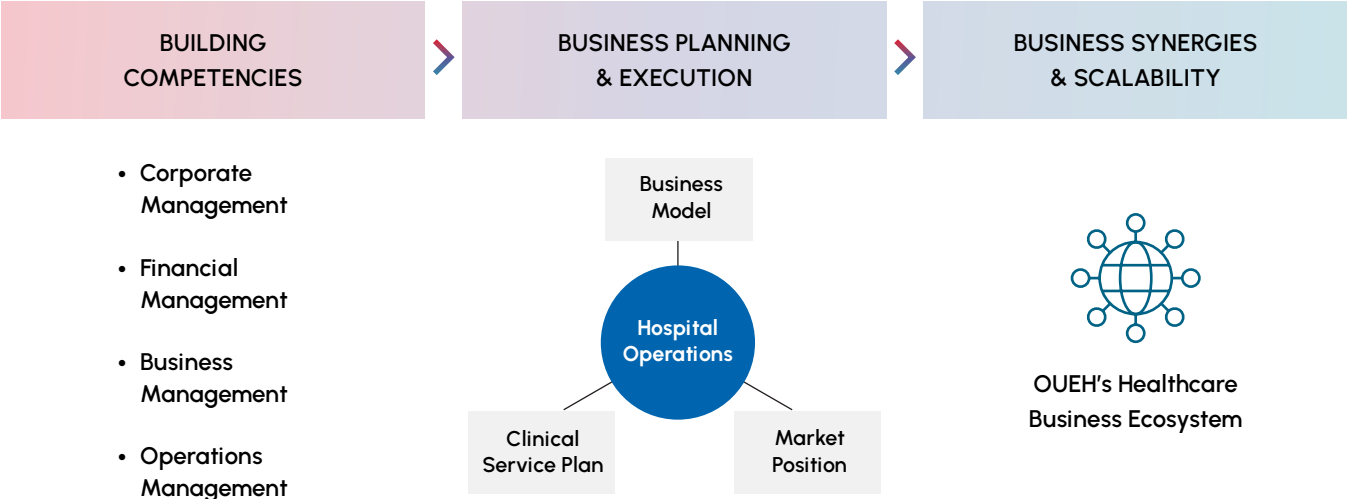 BUILDING
COMPETENCIES
BUSINESS PLANNING
& EXECUTION
BUSINESS SYNERGIES
& SCALABILITY
• Corporate
Management
• Financial
Management
• Business
Management
• Operations
Management
Business
Model
Hospital
Operations
Clinical
Service Plan
Market
Position
OUEH’s Healthcare
Business Ecosystem